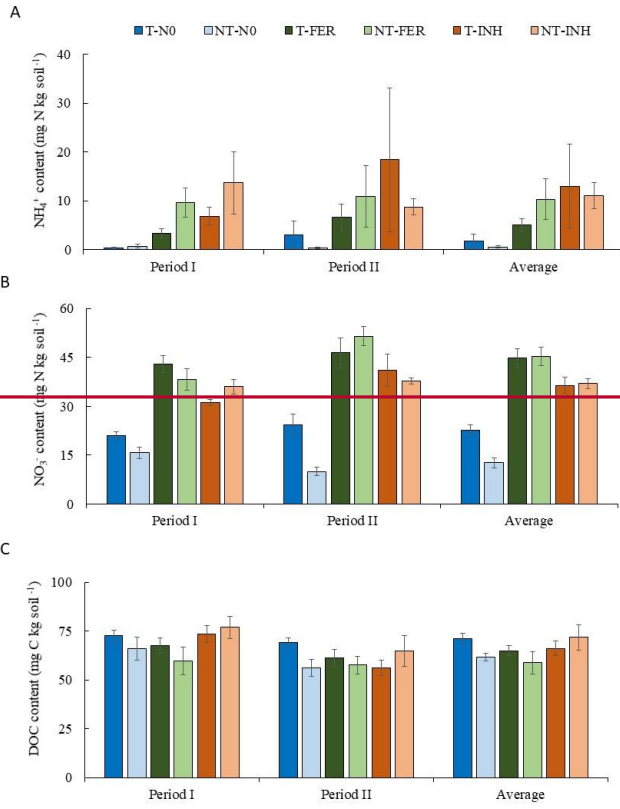 A
T-N0 NT-N0 T-FER NT-FER T-INH NT-INH
NH₄⁺ content (mg N kg soil⁻¹)
40
30
20
10
0
Period I Period II Average
B
NO₃⁻ content (mg N kg soil⁻¹)
60
45
30
15
0
Period I Period II Average
C
DOC content (mg C kg soil⁻¹)
100
75
50
25
0
Period I Period II Average